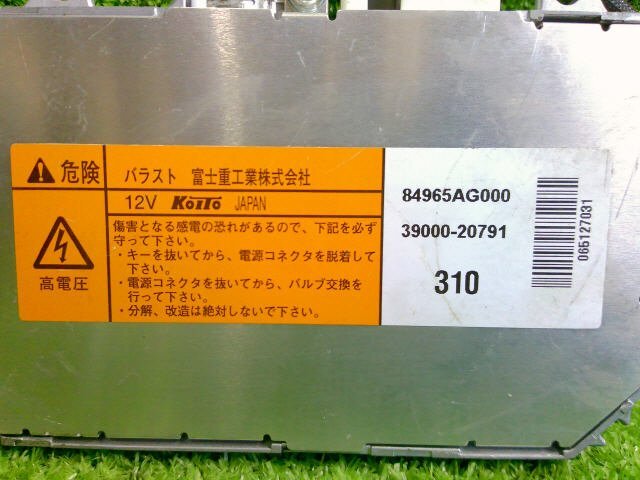 危険
バラスト 富士重工業株式会社
12V KOITO JAPAN
高電圧
傷害となる感電の恐れがあるので、下記を必ず
守って下さい。
・キーを抜いてから、電源コネクタを脱着して
下さい。
・電源コネクタを抜いてから、バルブ交換を
行って下さい。
・分解、改造は絶対しないで下さい。
84965AG000
39000-20791
310
065127031